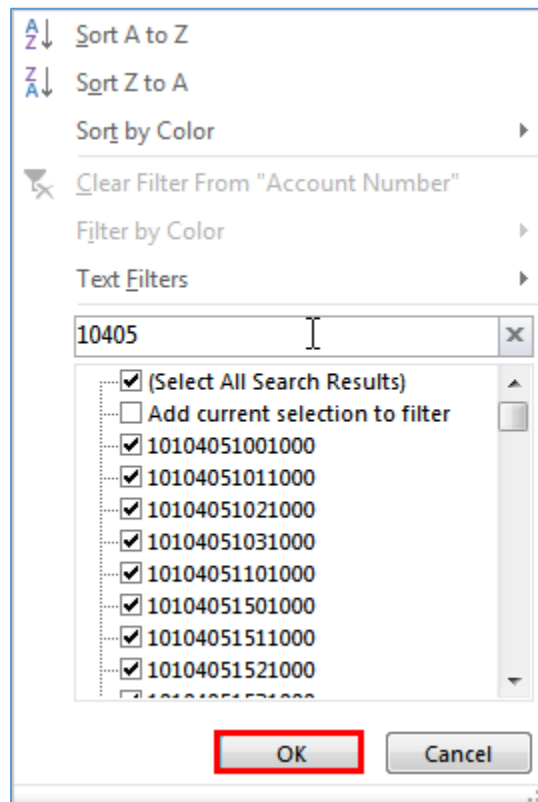 Sort A to Z
Sort Z to A
Sort by Color
Clear Filter From "Account Number"
Filter by Color
Text Filters
10405
(Select All Search Results)
Add current selection to filter
10104051001000
10104051011000
10104051021000
10104051031000
10104051101000
10104051501000
10104051511000
10104051521000
OK Cancel